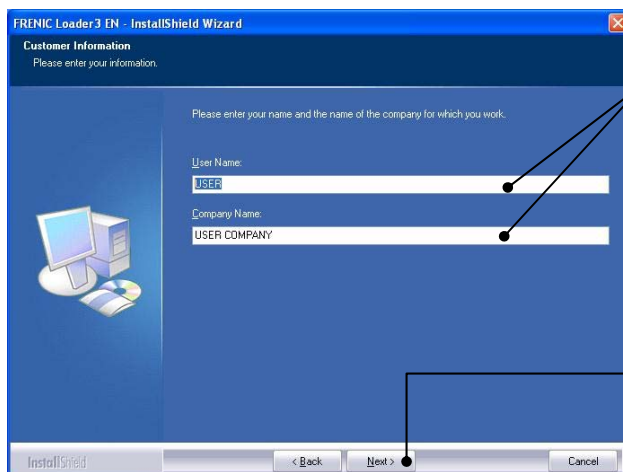 FRENIC Loader3 EN - InstallShield Wizard
Customer Information
Please enter your information.
Please enter your name and the name of the company for which you work.
User Name:
USER
Company Name:
USER COMPANY
InstallShield
< Back
Next >
Cancel